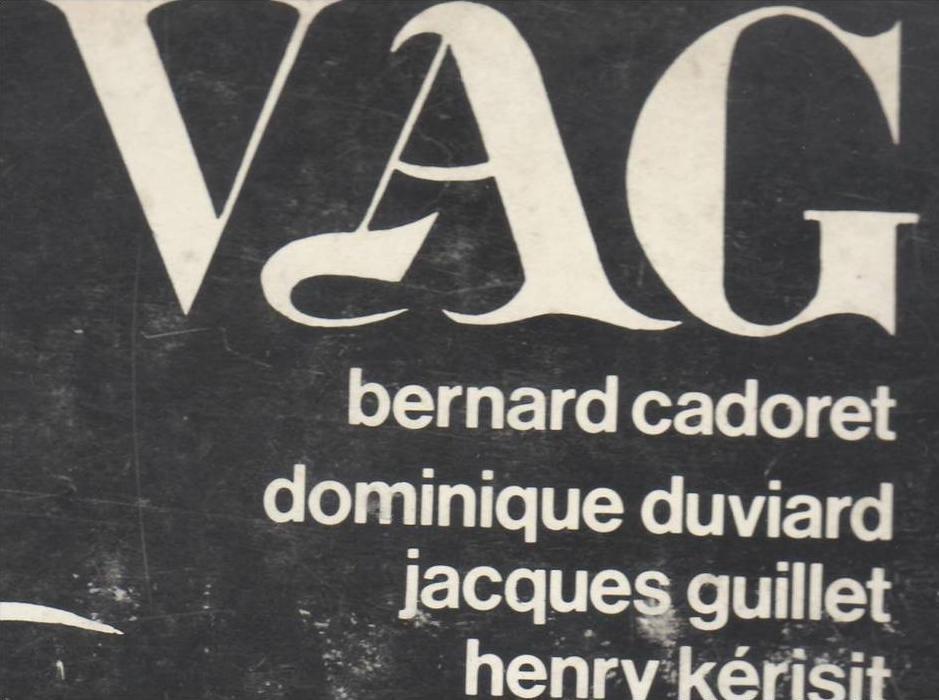 VAG
bernard cadoret
dominique duviard
jacques guillet
henry kérisit